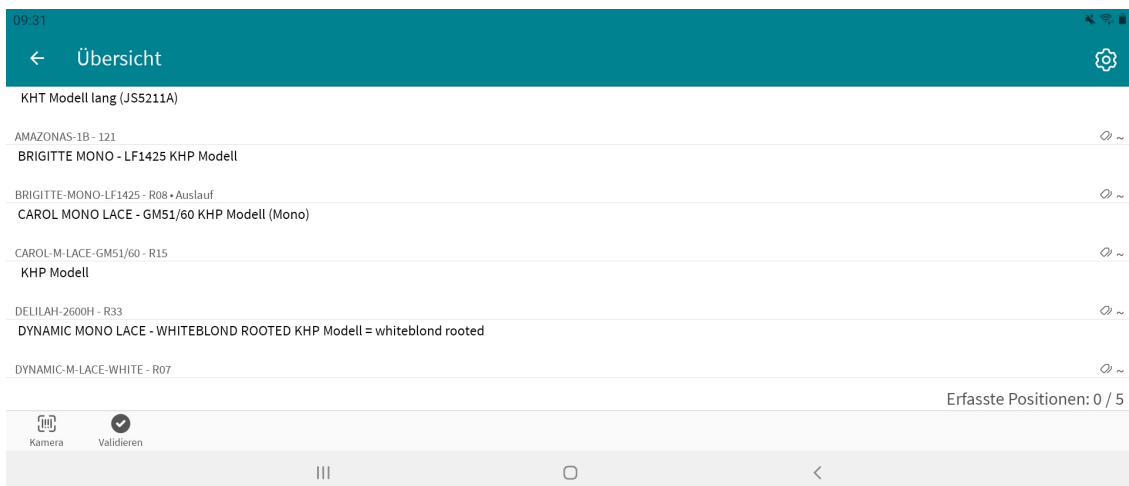 09:31
Übersicht
KHT Modell lang (JS5211A)
AMAZONAS-1B - 121
~
BRIGITTE MONO - LF1425 KHP Modell
BRIGITTE-MONO-LF1425 - R08 • Auslauf
~
CAROL MONO LACE - GM51/60 KHP Modell (Mono)
CAROL-M-LACE-GM51/60 - R15
~
KHP Modell
DELILAH-2600H - R33
~
DYNAMIC MONO LACE - WHITEBLOND ROOTED KHP Modell = whiteblond rooted
DYNAMIC-M-LACE-WHITE - R07
~
Erfasste Positionen: 0 / 5
Kamera
Validieren